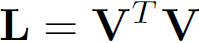 L = V^T V